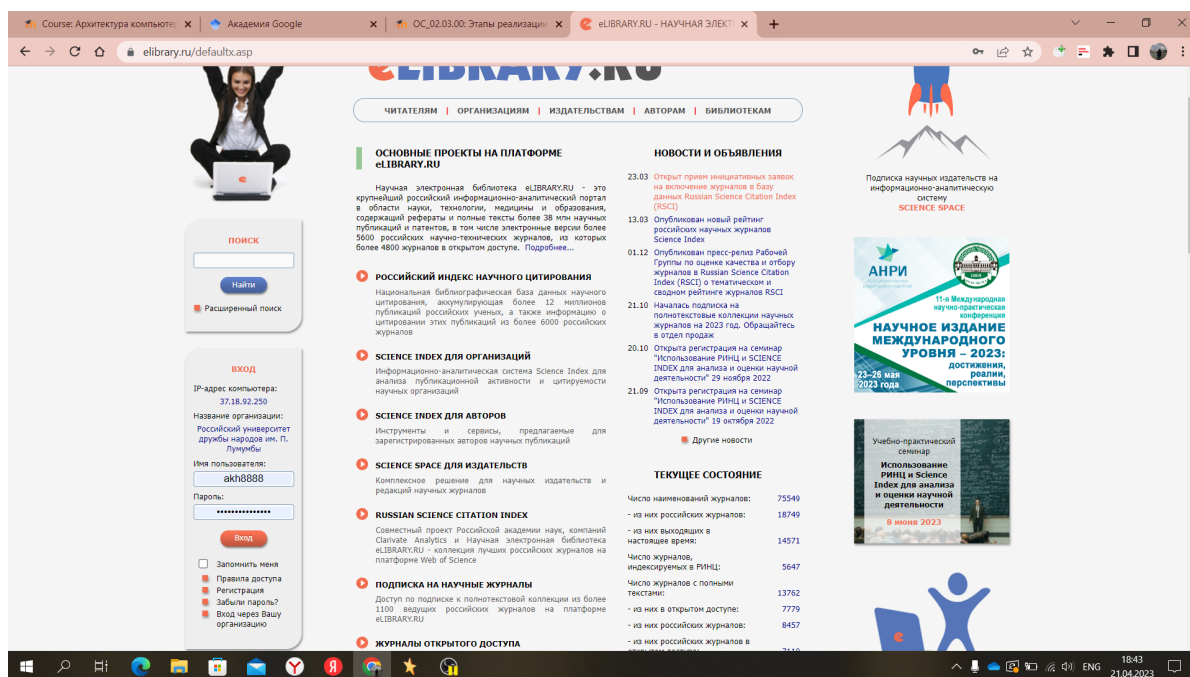 Course: Архитектура компьютер
Академия Google
ОС_02.03.00: Этапы реализации
eLIBRARY.RU - НАУЧНАЯ ЭЛЕКТ
elibrary.ru/defaultx.asp
eLIBRARY.RU
ЧИТАТЕЛЯМ | ОРГАНИЗАЦИЯМ | ИЗДАТЕЛЬСТВАМ | АВТОРАМ | БИБЛИОТЕКАМ
ПОИСК
Найти
Расширенный поиск
ВХОД
IP-адрес компьютера:
37.18.92.250
Название организации:
Российский университет
дружбы народов им. П.
Лумумбы
Имя пользователя:
akh8888
Пароль:
•••••••••••••••
Вход
Запомнить меня
Правила доступа
Регистрация
Забыли пароль?
Вход через Вашу
организацию
ОСНОВНЫЕ ПРОЕКТЫ НА ПЛАТФОРМЕ
eLIBRARY.RU
Научная электронная библиотека eLIBRARY.RU - это
крупнейший российский информационно-аналитический портал
в области науки, технологии, медицины и образования,
содержащий рефераты и полные тексты более 38 млн научных
публикаций и патентов, в том числе электронные версии более
5600 российских научно-технических журналов, из которых
более 4800 журналов в открытом доступе. Подробнее...
РОССИЙСКИЙ ИНДЕКС НАУЧНОГО ЦИТИРОВАНИЯ
Национальная библиографическая база данных научного
цитирования, аккумулирующая более 12 миллионов
публикаций российских ученых, а также информацию о
цитировании этих публикаций из более 6000 российских
журналов
SCIENCE INDEX ДЛЯ ОРГАНИЗАЦИЙ
Информационно-аналитическая система Science Index для
анализа публикационной активности и цитируемости
научных организаций
SCIENCE INDEX ДЛЯ АВТОРОВ
Инструменты и сервисы, предлагаемые для
зарегистрированных авторов научных публикаций
SCIENCE SPACE ДЛЯ ИЗДАТЕЛЬСТВ
Комплексное решение для научных издательств и
редакций научных журналов
RUSSIAN SCIENCE CITATION INDEX
Совместный проект Российской академии наук, компаний
Clarivate Analytics и Научная электронная библиотека
eLIBRARY.RU - коллекция лучших российских журналов на
платформе Web of Science
ПОДПИСКА НА НАУЧНЫЕ ЖУРНАЛЫ
Доступ по подписке к полнотекстовой коллекции из более
1100 ведущих российских журналов на платформе
eLIBRARY.RU
ЖУРНАЛЫ ОТКРЫТОГО ДОСТУПА
НОВОСТИ И ОБЪЯВЛЕНИЯ
23.03 Открыт прием инициативных заявок
на включение журналов в базу
данных Russian Science Citation Index
(RSCI)
13.03 Опубликован новый рейтинг
российских научных журналов
Science Index
01.12 Опубликован пресс-релиз Рабочей
Группы по оценке качества и отбору
журналов в Russian Science Citation
Index (RSCI) о тематическом и
сводном рейтинге журналов RSCI
21.10 Началась подписка на
полнотекстовые коллекции научных
журналов на 2023 год. Обращайтесь
в отдел продаж
20.10 Открыта регистрация на семинар
"Использование РИНЦ и SCIENCE
INDEX для анализа и оценки научной
деятельности" 29 ноября 2022
21.09 Открыта регистрация на семинар
"Использование РИНЦ и SCIENCE
INDEX для анализа и оценки научной
деятельности" 19 октября 2022
Другие новости
ТЕКУЩЕЕ СОСТОЯНИЕ
Число наименований журналов: 75549
- из них российских журналов: 18749
- из них выходящих в
настоящее время: 14571
Число журналов,
индексируемых в РИНЦ: 5647
Число журналов с полными
текстами: 13762
- из них в открытом доступе: 7779
- из них российских журналов: 8457
- из них российских журналов в
Подписка научных издательств на
информационно-аналитическую
систему
SCIENCE SPACE
АНРИ
11-я Международная
научно-практическая
конференция
НАУЧНОЕ ИЗДАНИЕ
МЕЖДУНАРОДНОГО
УРОВНЯ – 2023:
достижения,
реалии,
перспективы
23–26 мая
2023 года
Учебно-практический
семинар
Использование
РИНЦ и Science
Index для анализа
и оценки научной
деятельности
8 июня 2023
ENG
18:43
21.04.2023